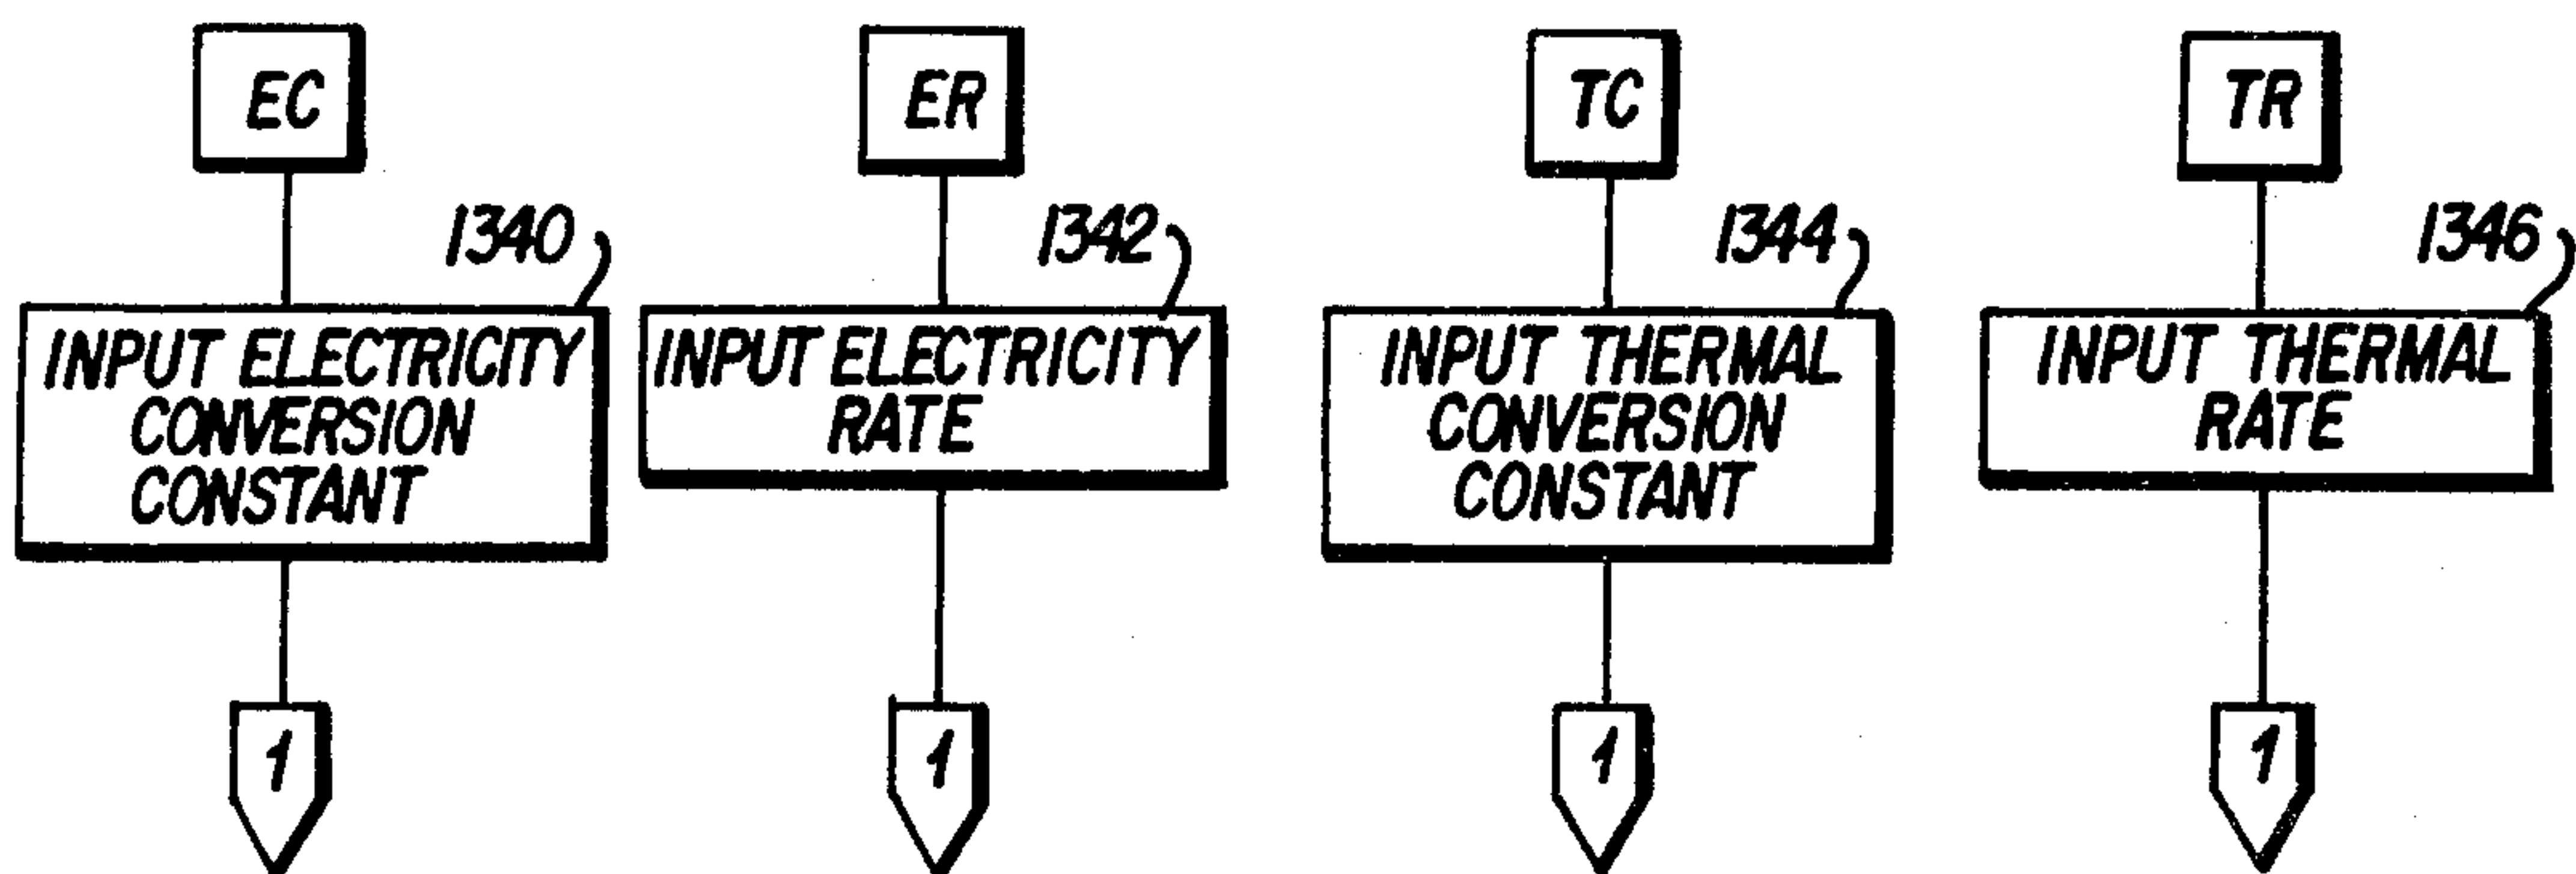 EC
ER
TC
TR
1340
1342
1344
1346
INPUT ELECTRICITY
CONVERSION
CONSTANT
INPUT ELECTRICITY
RATE
INPUT THERMAL
CONVERSION
CONSTANT
INPUT THERMAL
RATE
1
1
1
1